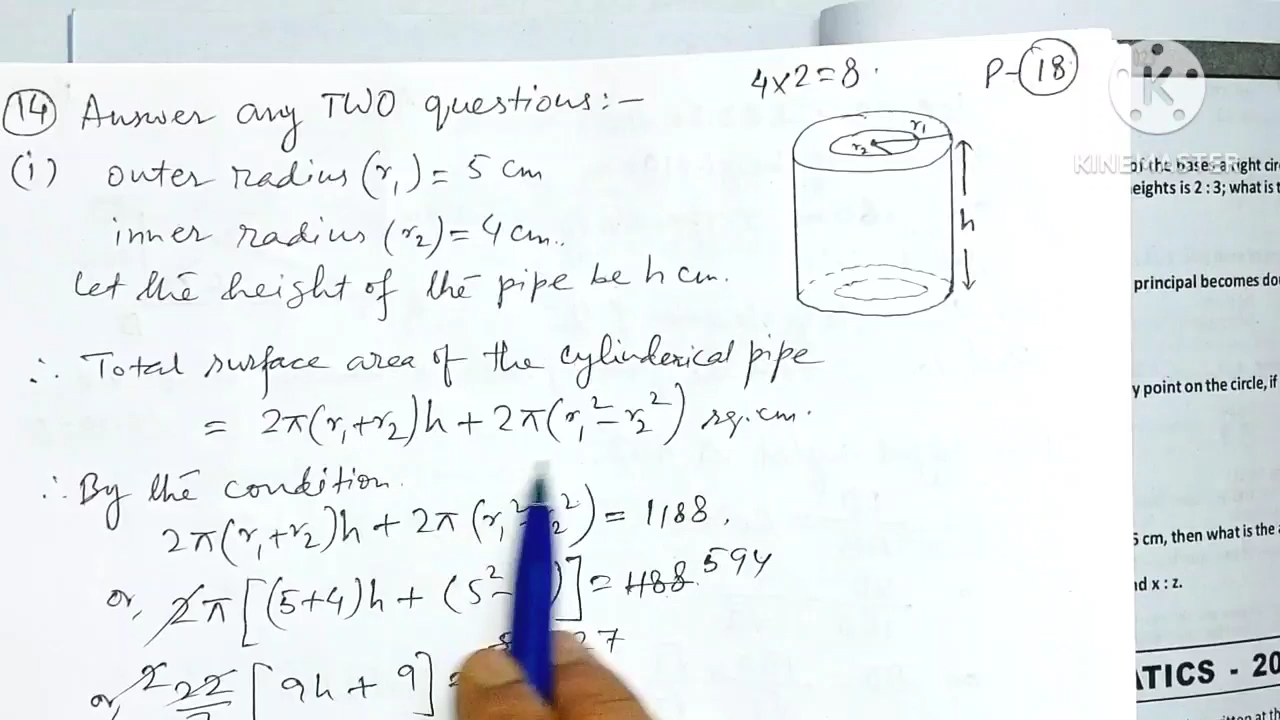 4×2=8.
P-18
14 Answer any TWO questions:-
(i) outer radius (r₁) = 5 cm
inner radius (r₂) = 4 cm..
Let the height of the pipe be h cm.
∴ Total surface area of the cylinderical pipe
= 2π(r₁+r₂)h + 2π(r₁²-r₂²) sq.cm.
∴ By the condition.
2π(r₁+r₂)h + 2π(r₁² r₂²) = 1188,
or, 2π[(5+4)h + (5²- )] = 1188 594
27
or, 2 22 [9h + 9] =
r₁
r₂
h
K
KINEMASTER
of the bases a right cir
eights is 2 : 3; what is t
principal becomes do
y point on the circle, if
5 cm, then what is the
nd x : z.
ATICS - 20